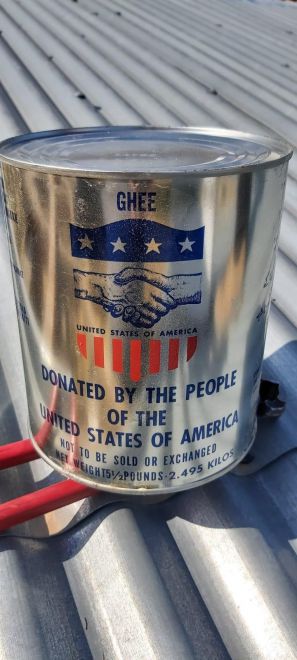 GHEE
UNITED STATES OF AMERICA
DONATED BY THE PEOPLE
OF THE
UNITED STATES OF AMERICA
NOT TO BE SOLD OR EXCHANGED
NET WEIGHT 5½ POUNDS - 2.495 KILOS